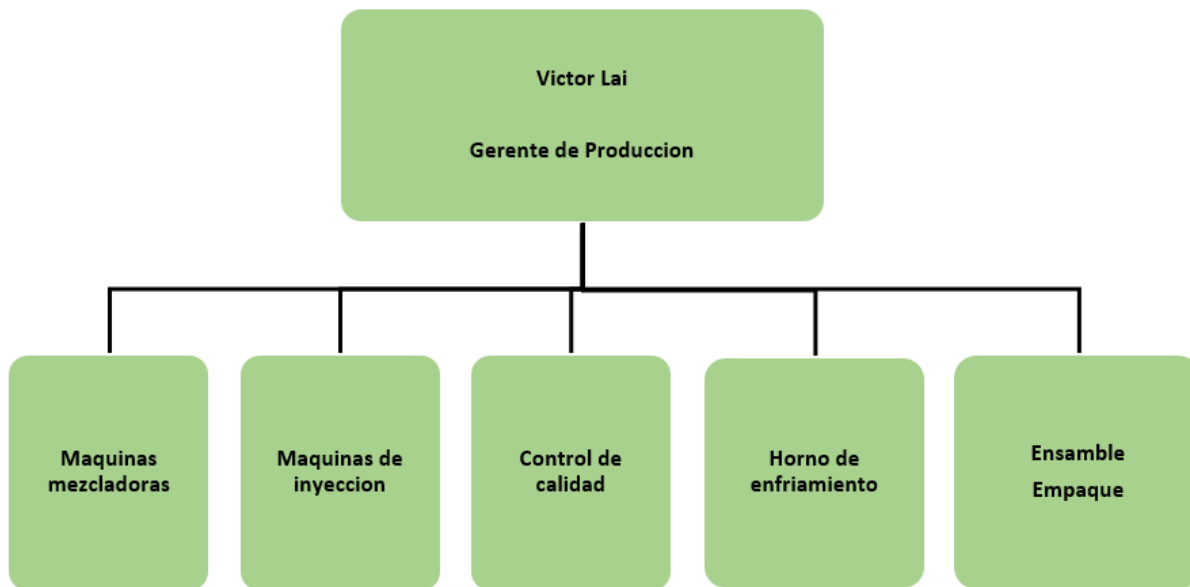 Victor Lai
Gerente de Produccion
Maquinas
mezcladoras
Maquinas de
inyeccion
Control de
calidad
Horno de
enfriamiento
Ensamble
Empaque